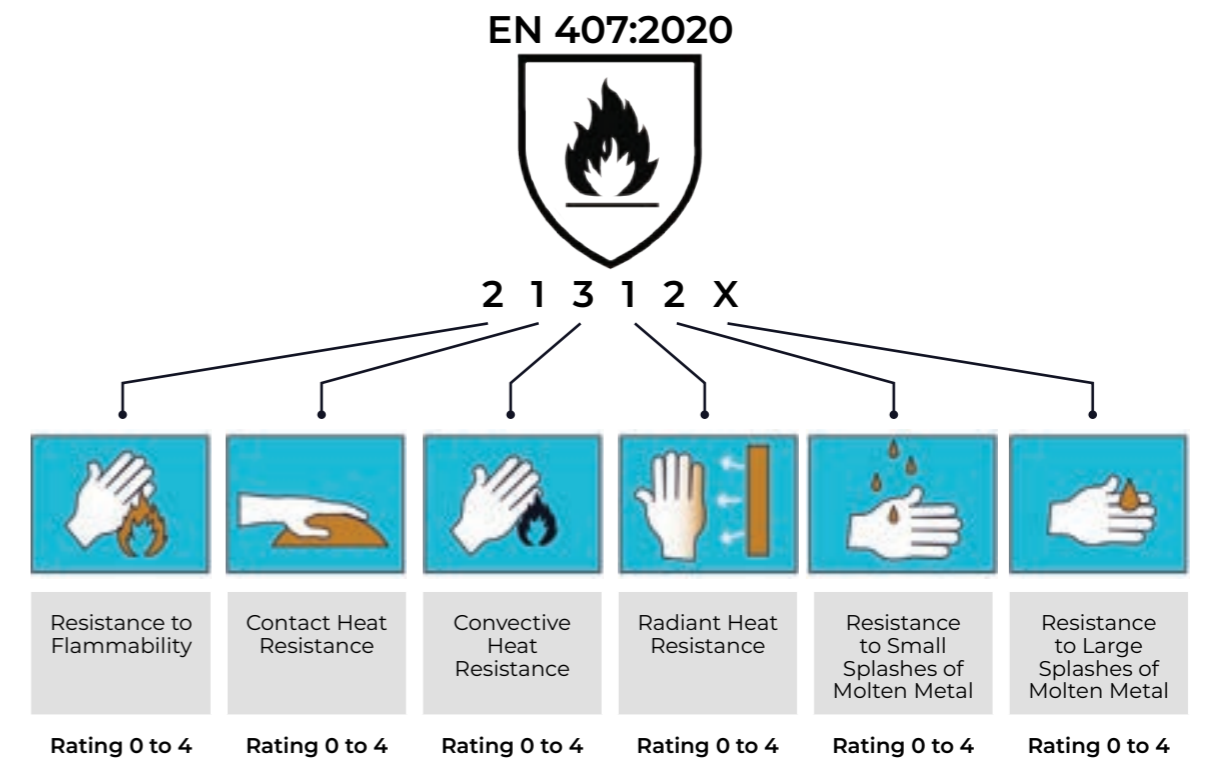 EN 407:2020
2 1 3 1 2 X
Resistance to
Flammability
Contact Heat
Resistance
Convective
Heat
Resistance
Radiant Heat
Resistance
Resistance
to Small
Splashes of
Molten Metal
Resistance
to Large
Splashes of
Molten Metal
Rating 0 to 4
Rating 0 to 4
Rating 0 to 4
Rating 0 to 4
Rating 0 to 4
Rating 0 to 4